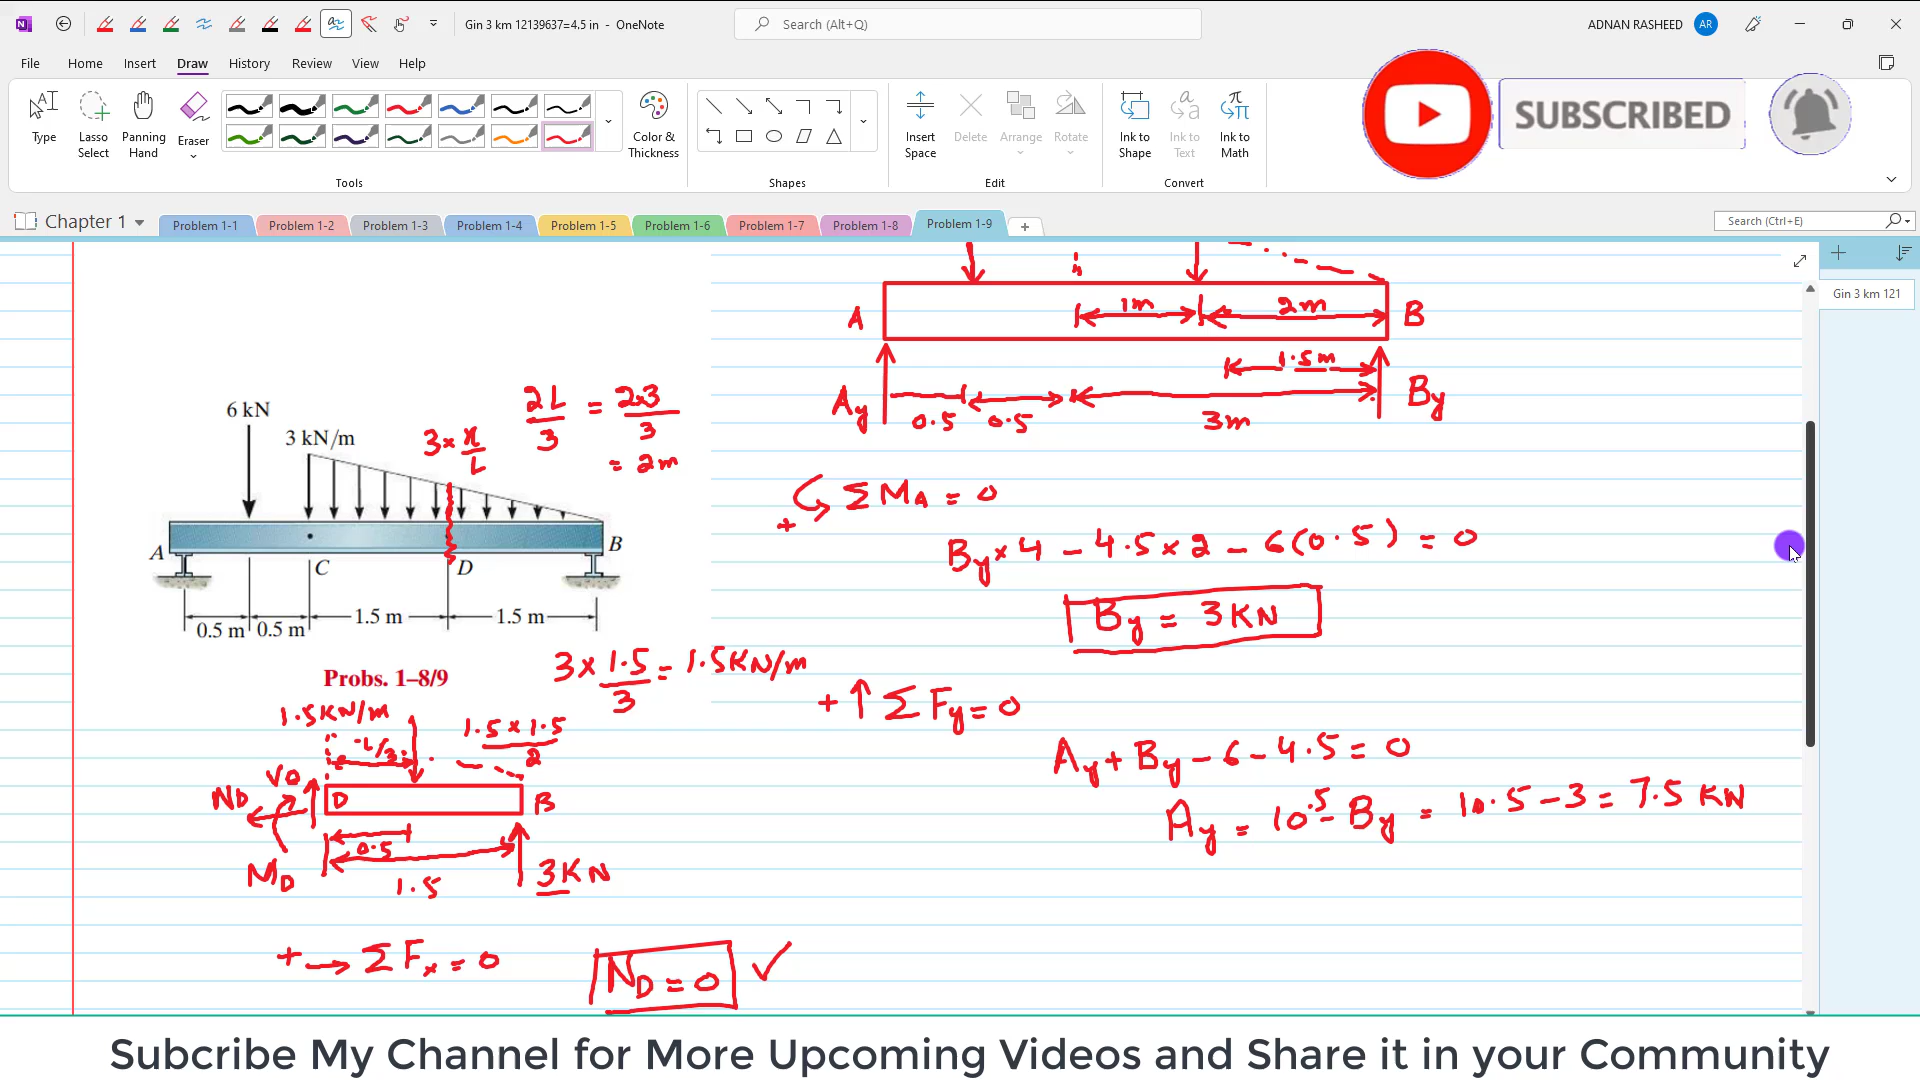 Gin 3 km 12139637=4.5 in - OneNote
Search (Alt+Q)
ADNAN RASHEED
AR
File Home Insert Draw History Review View Help
Type
Lasso Select
Panning Hand
Eraser
Color & Thickness
Insert Space
Delete
Arrange
Rotate
Ink to Shape
Ink to Text
Ink to Math
Tools
Shapes
Edit
Convert
SUBSCRIBED
Chapter 1
Problem 1-1
Problem 1-2
Problem 1-3
Problem 1-4
Problem 1-5
Problem 1-6
Problem 1-7
Problem 1-8
Problem 1-9
Search (Ctrl+E)
Gin 3 km 121
A
1m
2m
B
1.5m
Ay
0.5
0.5
3m
By
6 kN
3 kN/m
3 × x/L
2L/3 = 2×3/3
= 2m
A
B
C
D
0.5 m
0.5 m
1.5 m
1.5 m
Probs. 1–8/9
3 × 1.5/3 = 1.5KN/m
+ ΣMA = 0
By × 4 - 4.5 × 2 - 6(0.5) = 0
By = 3KN
+ ↑ ΣFy = 0
Ay + By - 6 - 4.5 = 0
Ay = 10.5 - By = 10.5 - 3 = 7.5 KN
1.5KN/m
L/3
1.5 × 1.5/2
ND
VD
D
B
MD
0.5
1.5
3KN
+ → ΣFx = 0
ND = 0 ✓
Subcribe My Channel for More Upcoming Videos and Share it in your Community